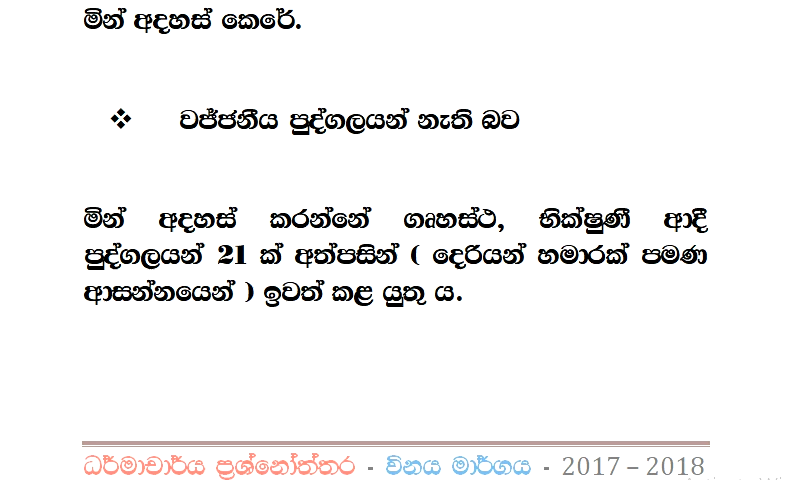 මින් අදහස් කෙරේ.
❖ වජ්ජනීය පුද්ගලයන් නැති බව
මින් අදහස් කරන්නේ ගෘහස්ථ, භික්ෂුණී ආදී
පුද්ගලයන් 21 ක් අත්පසින් ( දෙරියන් හමාරක් පමණ
ආසන්නයෙන් ) ඉවත් කළ යුතු ය.
ධර්මාචාර්ය ප්‍රශ්නෝත්තර - විනය මාර්ගය - 2017 – 2018